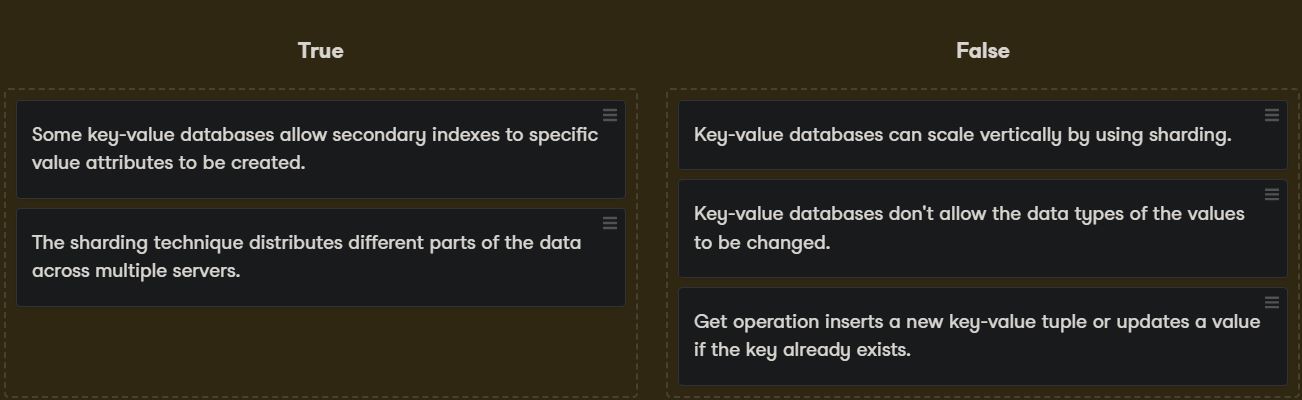 True
Some key-value databases allow secondary indexes to specific
value attributes to be created.
The sharding technique distributes different parts of the data
across multiple servers.
False
Key-value databases can scale vertically by using sharding.
Key-value databases don't allow the data types of the values
to be changed.
Get operation inserts a new key-value tuple or updates a value
if the key already exists.